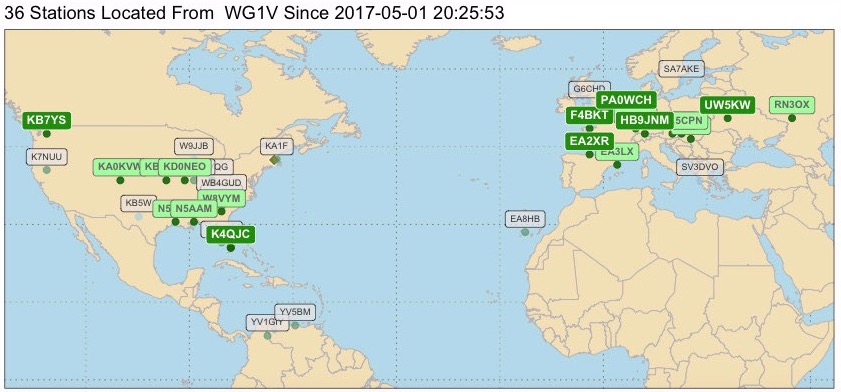 36 Stations Located From WG1V Since 2017-05-01 20:25:53
SA7AKE
G6CHD
PA0WCH
UW5KW
RN3OX
KB7YS
F4BKT
HB9JNM
5CPN
W9JJB
KA1F
EA2XR
K7NUU
EA3LX
KA0KVW
KB
KD0NEO
QG
SV3DVO
WB4GUD
W8VYM
KB5W
N5
N5AAM
EA8HB
K4QJC
YV5BM
YV1GIY